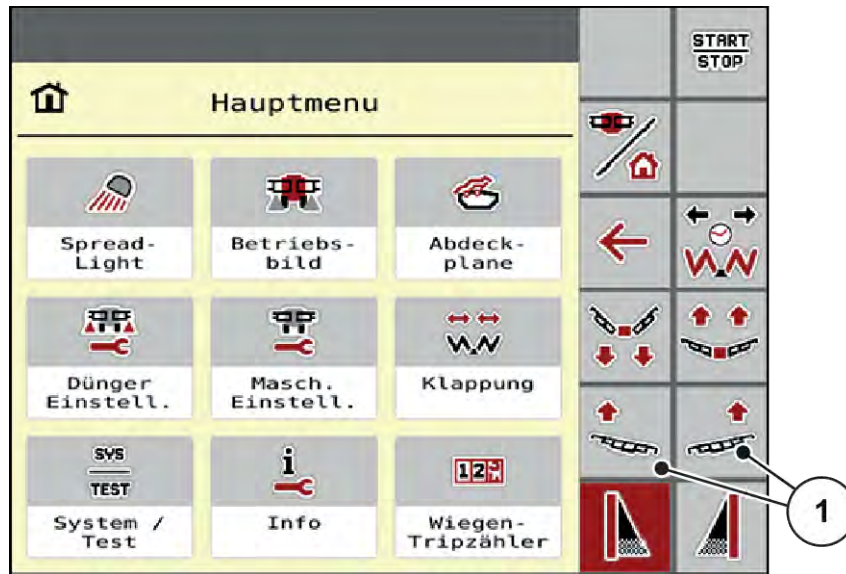 START
STOP
Hauptmenu
Spread-
Light
Betriebs-
bild
Abdeck-
plane
Dünger
Einstell.
Masch.
Einstell.
Klappung
SYS
TEST
System /
Test
i
Info
Wiegen-
Tripzähler
1